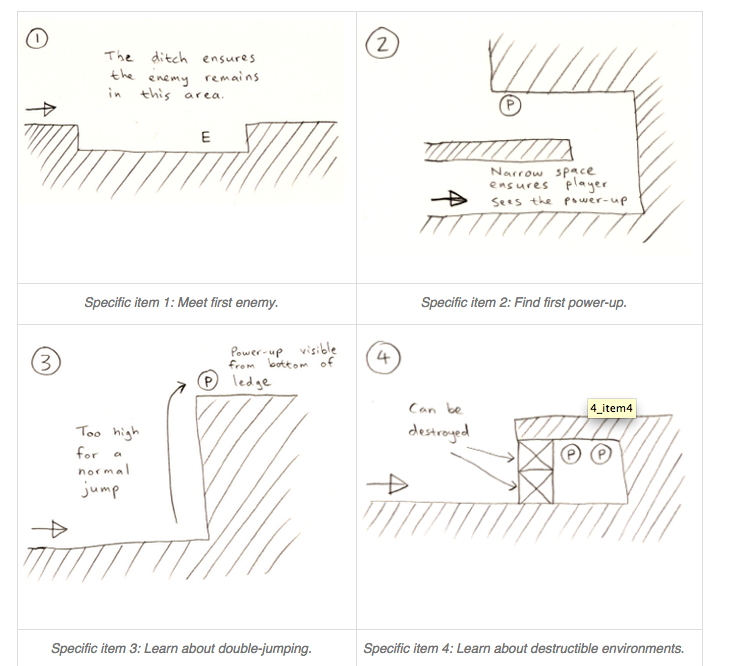 1
The ditch ensures
the enemy remains
in this area.
E
Specific item 1: Meet first enemy.
2
P
Narrow space
ensures player
sees the power-up
Specific item 2: Find first power-up.
3
Power-up visible
from bottom of
P ledge
Too high
for a
normal
jump
Specific item 3: Learn about double-jumping.
4
4_item4
Can be
destroyed
P P
Specific item 4: Learn about destructible environments.